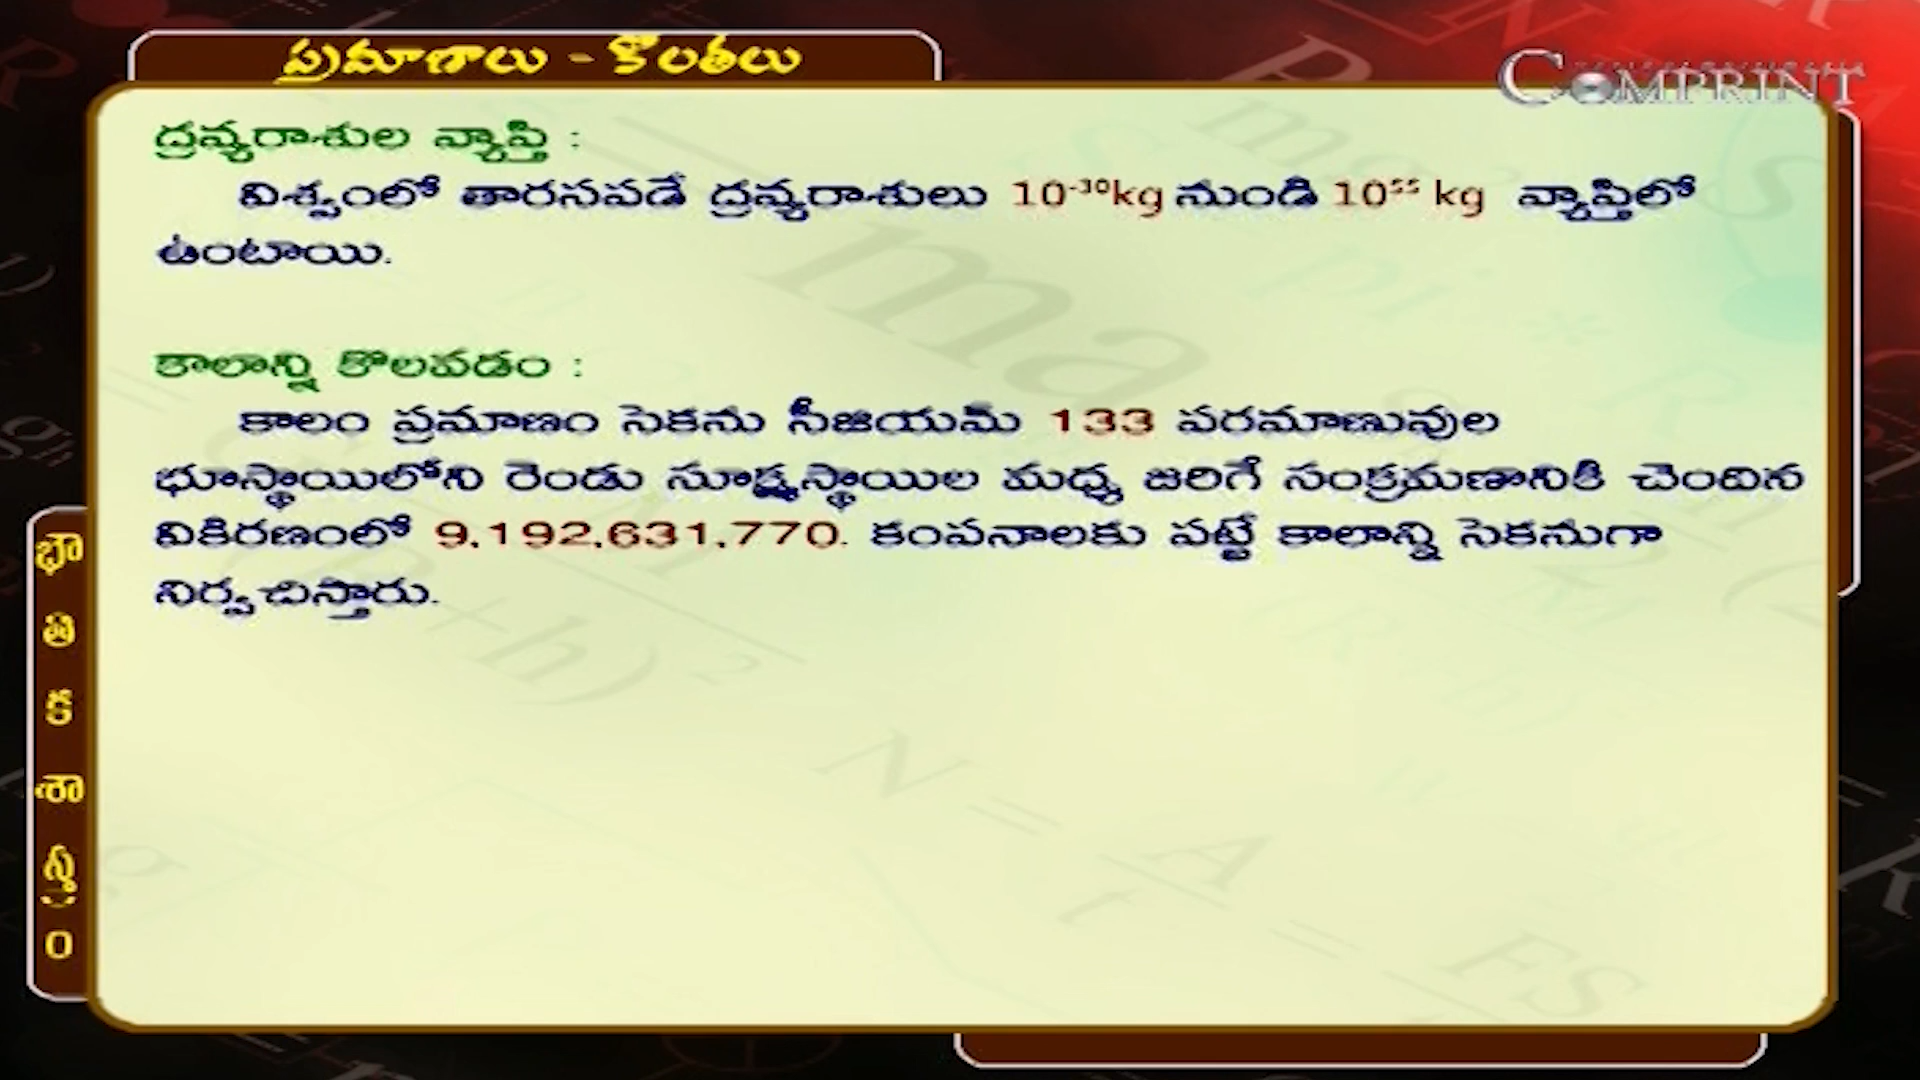 ప్రమాణాలు - కొలతలు
COMPRINT
ద్రవ్యరాశుల వ్యాప్తి :
విశ్వంలో తారసపడే ద్రవ్యరాశులు 10⁻³⁰kg నుండి 10⁵⁵ kg వ్యాప్తిలో
ఉంటాయి.
కాలాన్ని కొలవడం :
కాలం ప్రమాణం సెకను సీజియమ్ 133 పరమాణువుల
భూస్థాయిలోని రెండు సూక్ష్మస్థాయిల మధ్య జరిగే సంక్రమణానికి చెందిన
వికిరణంలో 9,192,631,770. కంపనాలకు పట్టే కాలాన్ని సెకనుగా
నిర్వచిస్తారు.
భౌతికశాస్త్రం